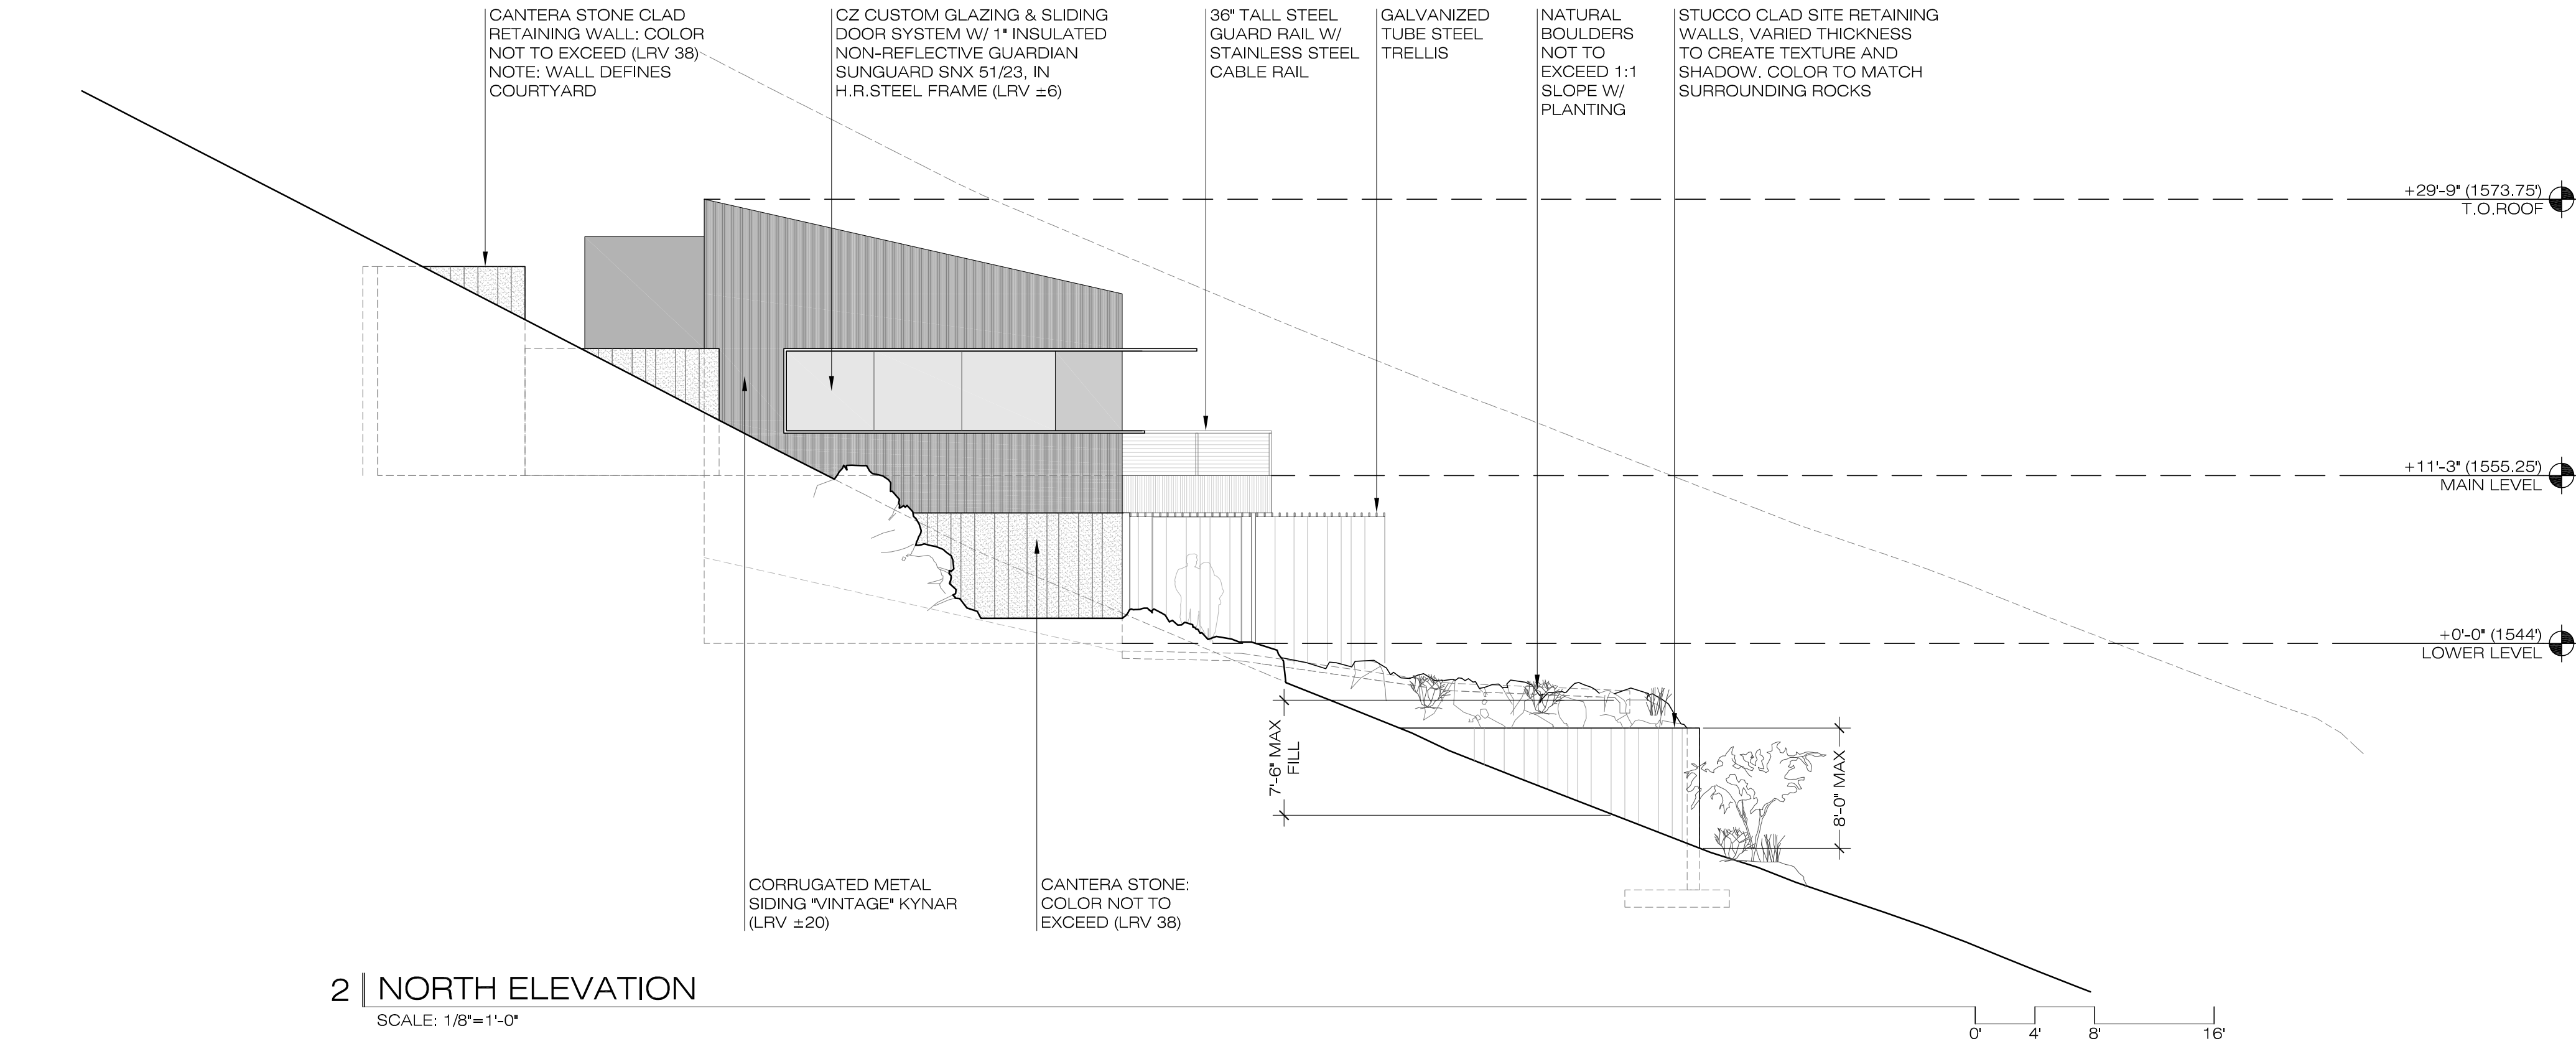 CANTERA STONE CLAD
RETAINING WALL: COLOR
NOT TO EXCEED (LRV 38)
NOTE: WALL DEFINES
COURTYARD
CZ CUSTOM GLAZING & SLIDING
DOOR SYSTEM W/ 1" INSULATED
NON-REFLECTIVE GUARDIAN
SUNGUARD SNX 51/23, IN
H.R.STEEL FRAME (LRV ±6)
36" TALL STEEL
GUARD RAIL W/
STAINLESS STEEL
CABLE RAIL
GALVANIZED
TUBE STEEL
TRELLIS
NATURAL
BOULDERS
NOT TO
EXCEED 1:1
SLOPE W/
PLANTING
STUCCO CLAD SITE RETAINING
WALLS, VARIED THICKNESS
TO CREATE TEXTURE AND
SHADOW. COLOR TO MATCH
SURROUNDING ROCKS
+29'-9" (1573.75')
T.O.ROOF
+11'-3" (1555.25')
MAIN LEVEL
+0'-0" (1544')
LOWER LEVEL
7'-6" MAX
FILL
8'-0" MAX
CORRUGATED METAL
SIDING "VINTAGE" KYNAR
(LRV ±20)
CANTERA STONE:
COLOR NOT TO
EXCEED (LRV 38)
2 NORTH ELEVATION
SCALE: 1/8"=1'-0"
0' 4' 8' 16'